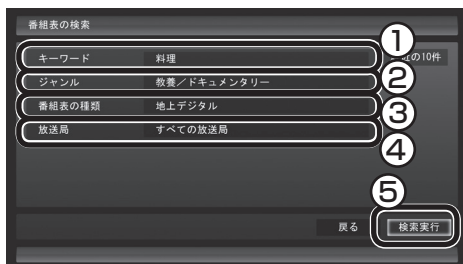 番組表の検索
①
キーワード 料理 の10件
②
ジャンル 教養／ドキュメンタリー
③
番組表の種類 地上デジタル
放送局 すべての放送局
④
⑤
戻る 検索実行